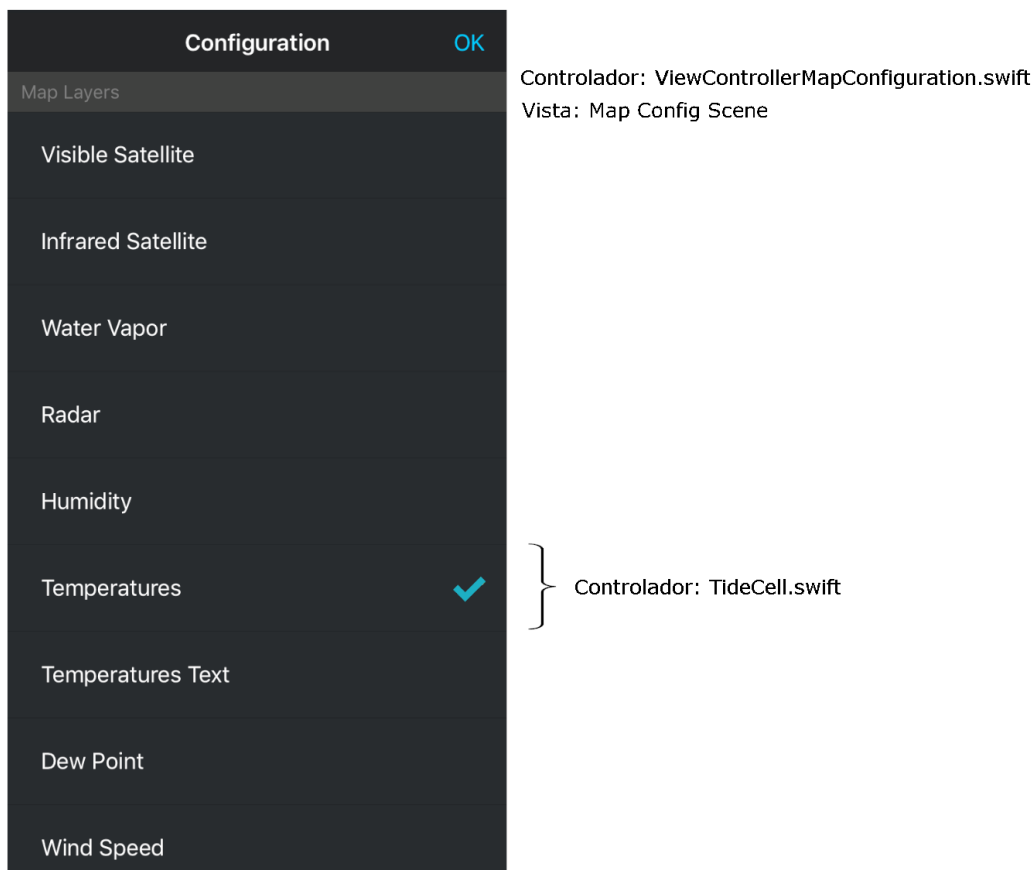 Configuration OK
Map Layers
Visible Satellite
Infrared Satellite
Water Vapor
Radar
Humidity
Temperatures
Temperatures Text
Dew Point
Wind Speed
Controlador: ViewControllerMapConfiguration.swift
Vista: Map Config Scene
Controlador: TideCell.swift